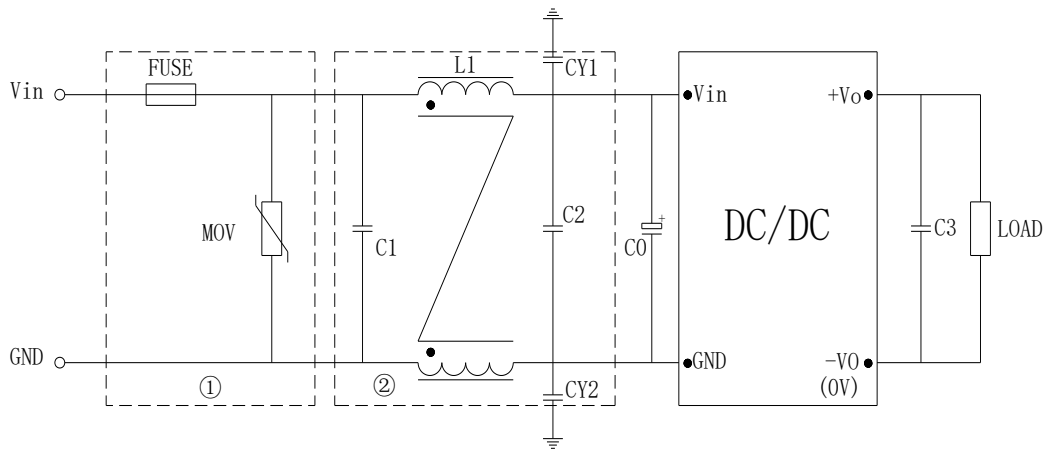 FUSE
L1
CY1
Vin
Vin
+Vo
MOV
C1
C2
C0
+
DC/DC
C3
LOAD
GND
GND
-VO
(0V)
①
②
CY2